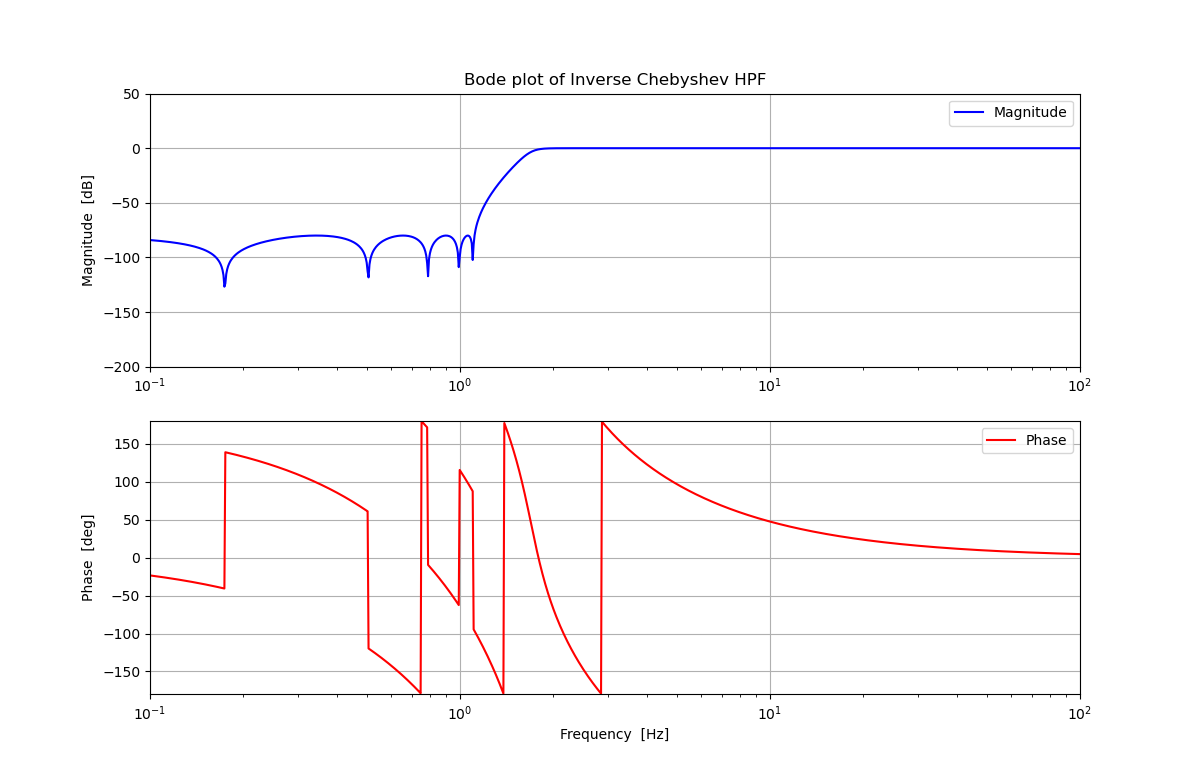 Bode plot of Inverse Chebyshev HPF
Magnitude [dB]
50
0
−50
−100
−150
−200
Magnitude
10⁻¹ 10⁰ 10¹ 10²
Phase [deg]
150
100
50
0
−50
−100
−150
Phase
10⁻¹ 10⁰ 10¹ 10²
Frequency [Hz]